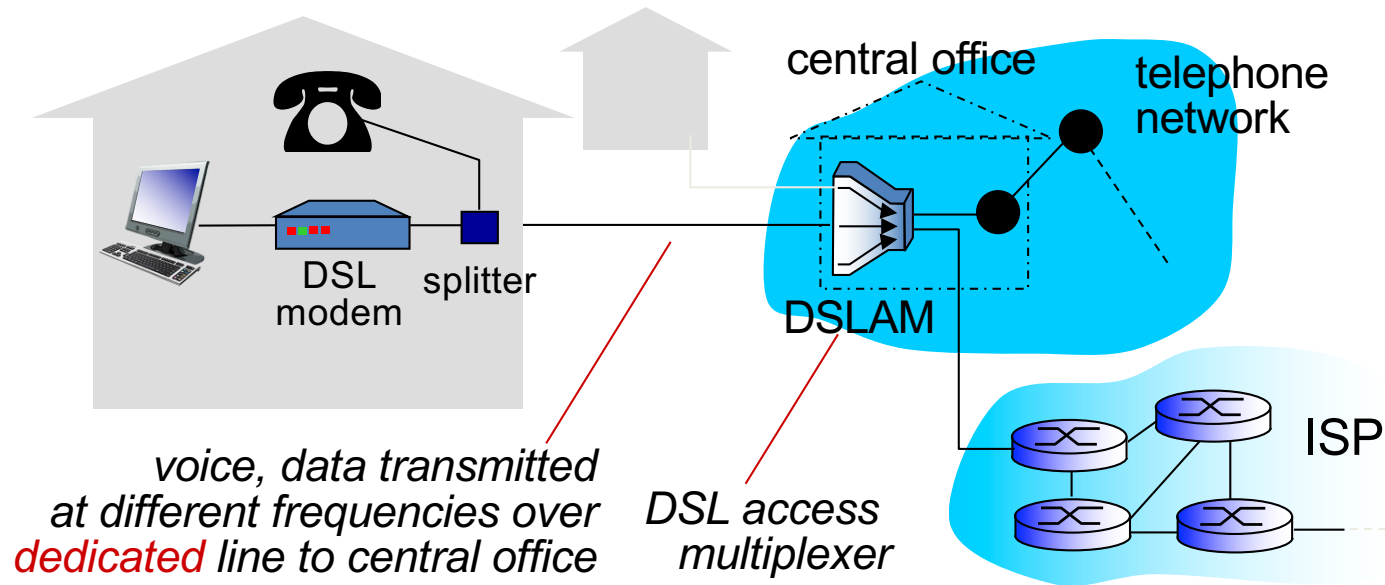 central office
telephone
network
DSL
modem
splitter
DSLAM
ISP
voice, data transmitted
at different frequencies over
dedicated line to central office
DSL access
multiplexer